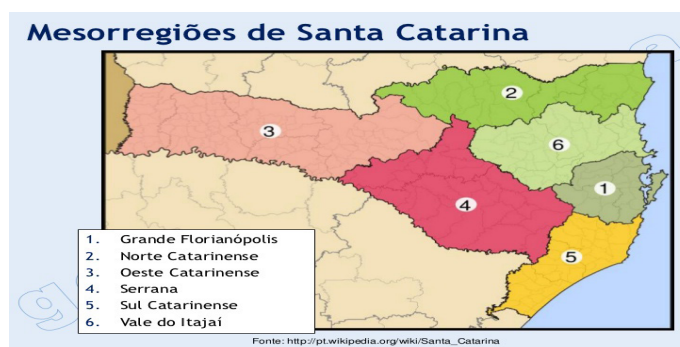 Mesorregiões de Santa Catarina
2
3
6
1
4
5
1. Grande Florianópolis
2. Norte Catarinense
3. Oeste Catarinense
4. Serrana
5. Sul Catarinense
6. Vale do Itajaí
Fonte: http://pt.wikipedia.org/wiki/Santa_Catarina